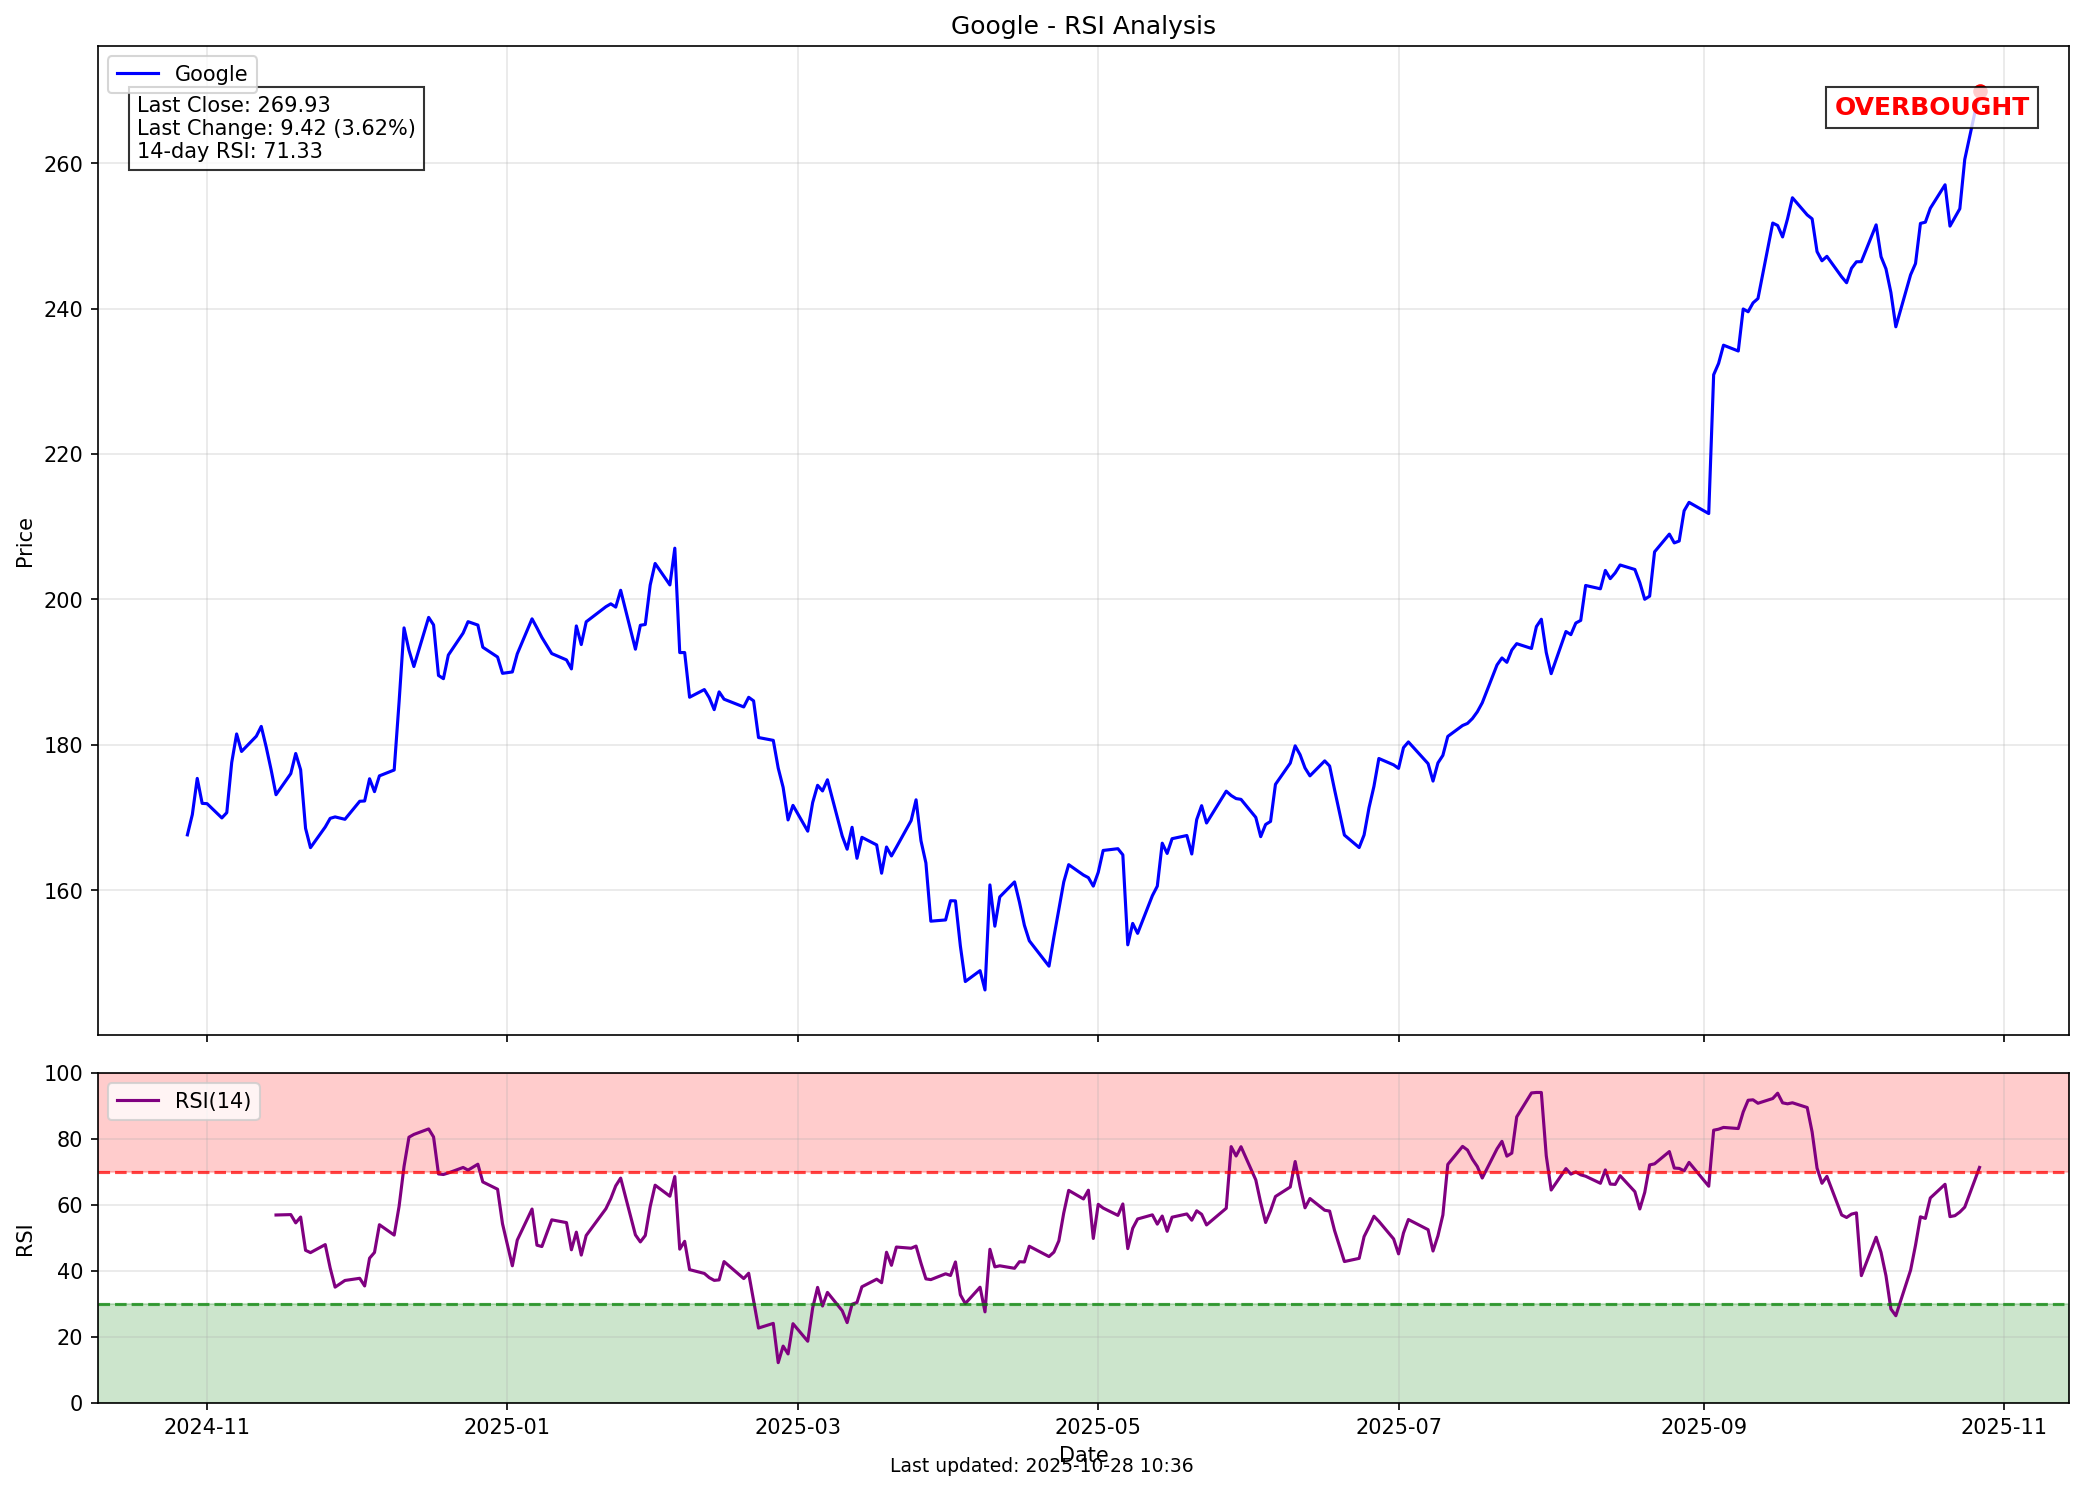 Google - RSI Analysis
Google
Last Close: 269.93
Last Change: 9.42 (3.62%)
14-day RSI: 71.33
OVERBOUGHT
260
240
220
200
180
160
Price
RSI(14)
100
80
60
40
20
0
RSI
2024-11 2025-01 2025-03 2025-05 2025-07 2025-09 2025-11
Date
Last updated: 2025-10-28 10:36